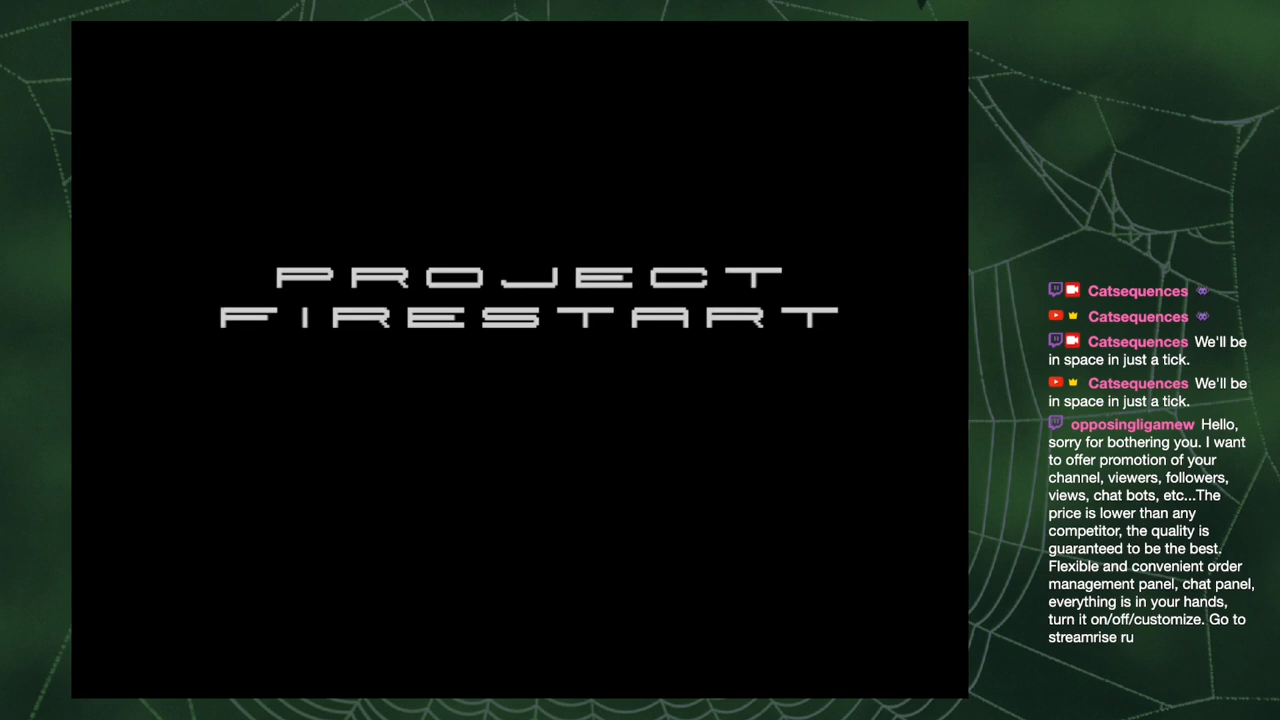 PROJECT
FIRESTART
Catsequences
Catsequences
Catsequences We'll be
in space in just a tick.
Catsequences We'll be
in space in just a tick.
opposingligamew Hello,
sorry for bothering you. I want
to offer promotion of your
channel, viewers, followers,
views, chat bots, etc...The
price is lower than any
competitor, the quality is
guaranteed to be the best.
Flexible and convenient order
management panel, chat panel,
everything is in your hands,
turn it on/off/customize. Go to
streamrise ru